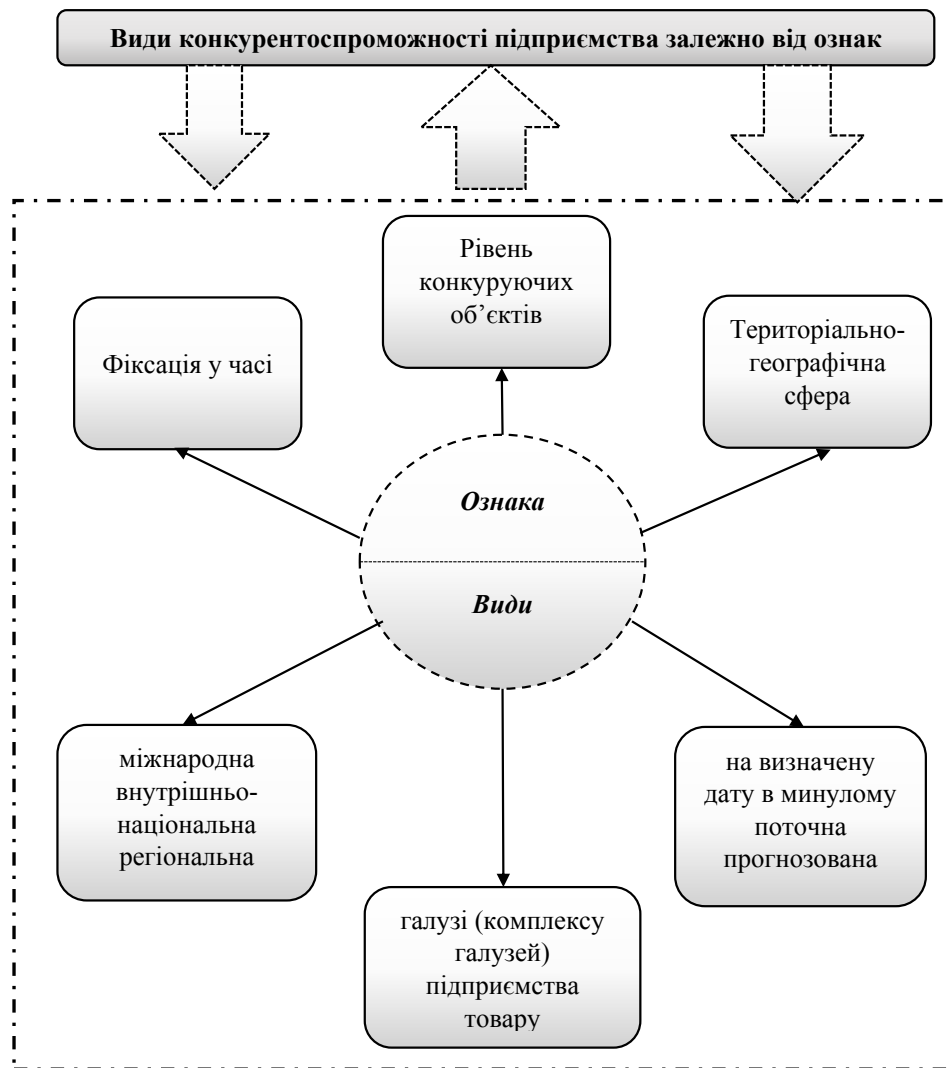 Види конкурентоспроможності підприємства залежно від ознак
Рівень
конкуруючих
об’єктів
Фіксація у часі
Територіально-
географічна
сфера
Ознака
Види
міжнародна
внутрішньо-
національна
регіональна
на визначену
дату в минулому
поточна
прогнозована
галузі (комплексу
галузей)
підприємства
товару